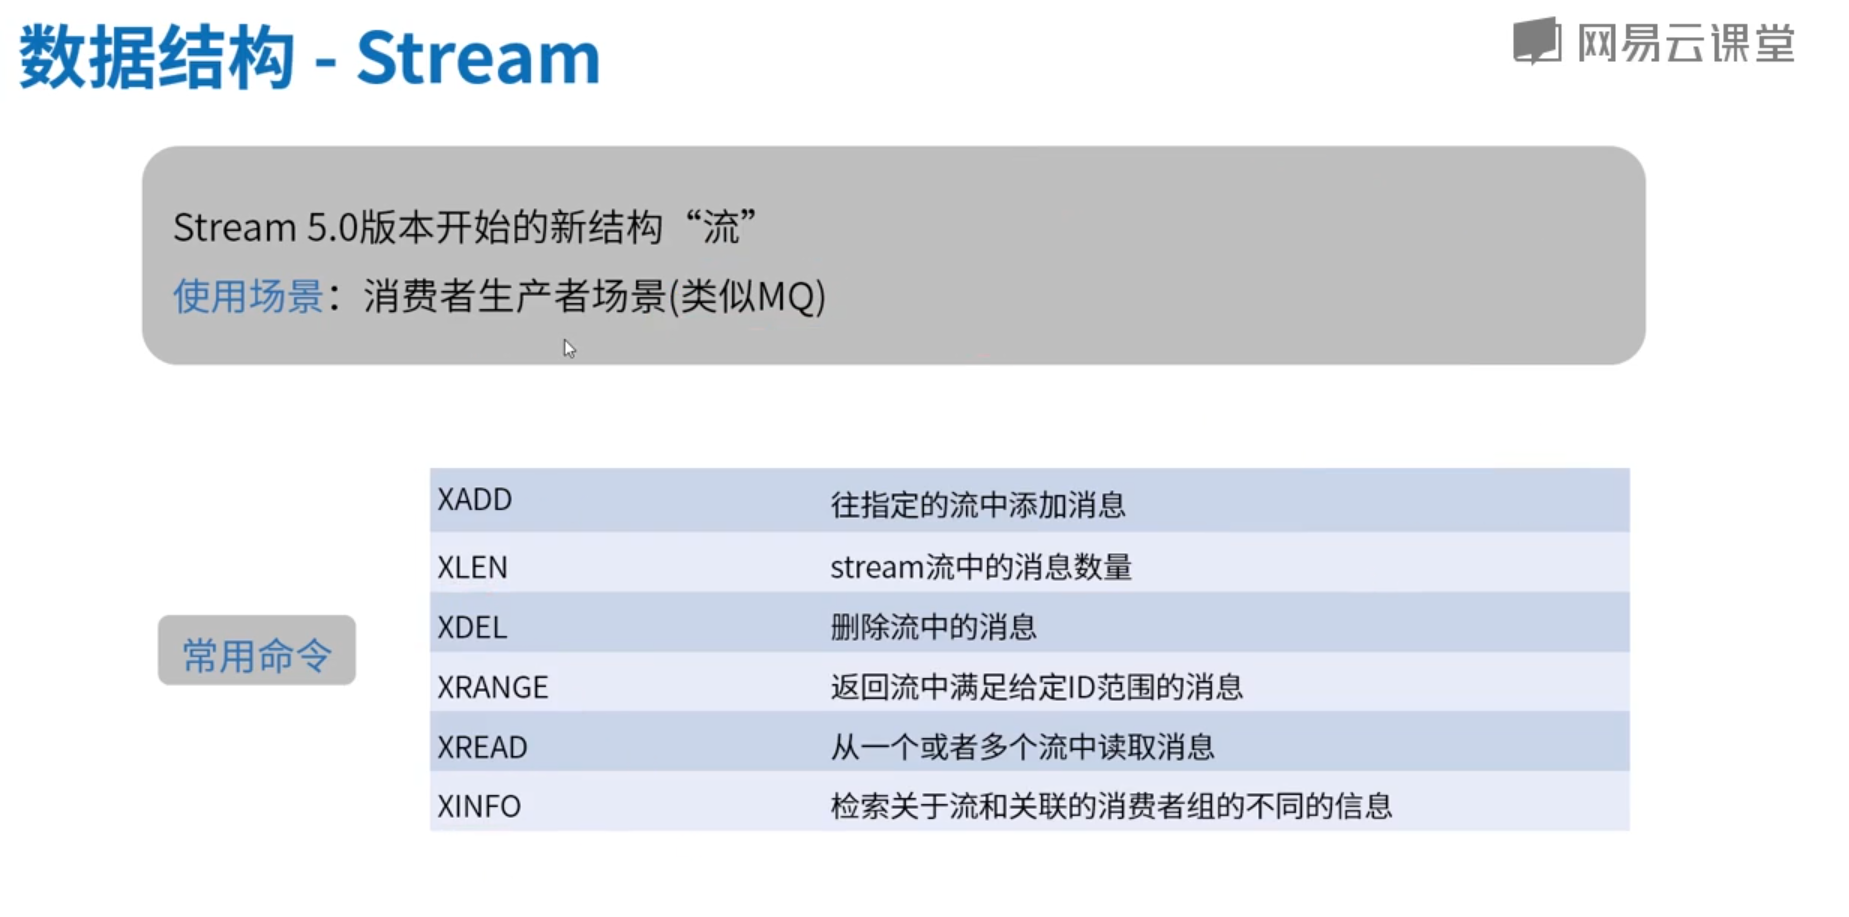 数据结构 - Stream
网易云课堂
Stream 5.0版本开始的新结构“流”
使用场景：消费者生产者场景(类似MQ)
常用命令
XADD 往指定的流中添加消息
XLEN stream流中的消息数量
XDEL 删除流中的消息
XRANGE 返回流中满足给定ID范围的消息
XREAD 从一个或者多个流中读取消息
XINFO 检索关于流和关联的消费者组的不同的信息